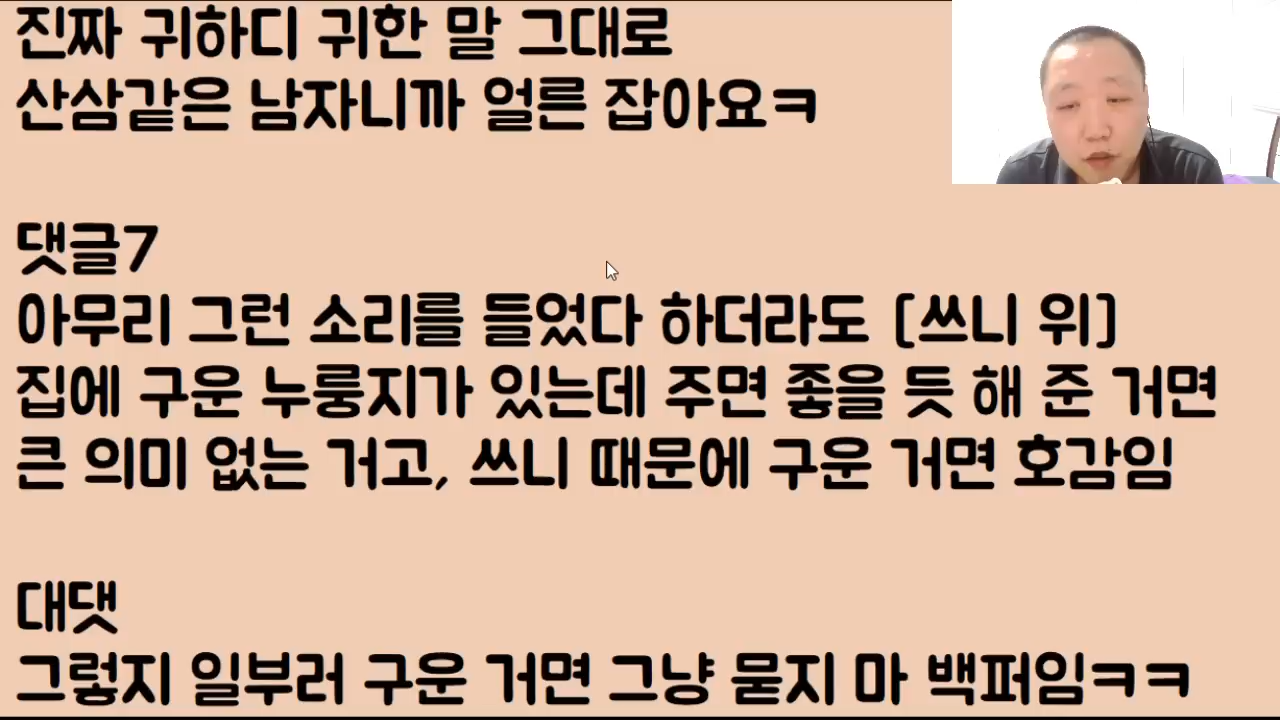 진짜 귀하디 귀한 말 그대로
산삼같은 남자니까 얼른 잡아요ㅋ
댓글7
아무리 그런 소리를 들었다 하더라도 [쓰니 위]
집에 구운 누룽지가 있는데 주면 좋을 듯 해 준 거면
큰 의미 없는 거고, 쓰니 때문에 구운 거면 호감임
대댓
그렇지 일부러 구운 거면 그냥 묻지 마 백퍼임ㅋㅋ